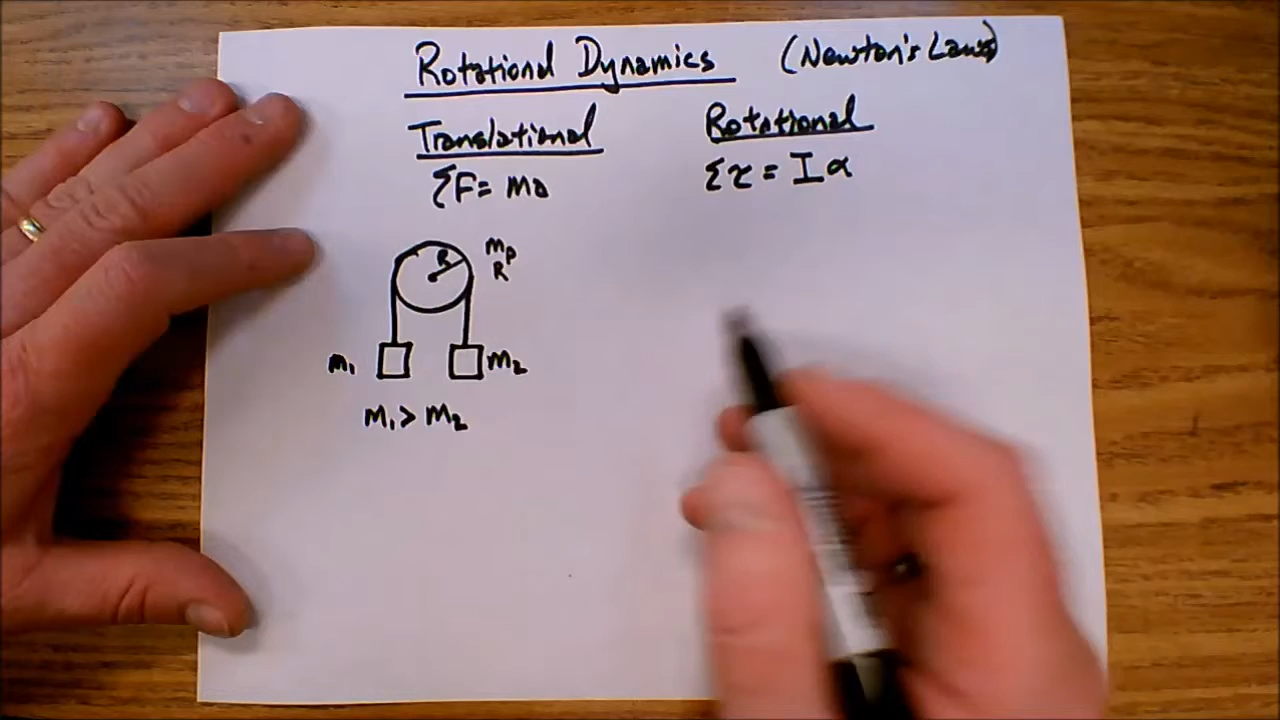 Rotational Dynamics (Newton's Laws)
Translational Rotational
ΣF = ma Στ = Iα
R
mp
R
m₁ m₂
m₁ > m₂